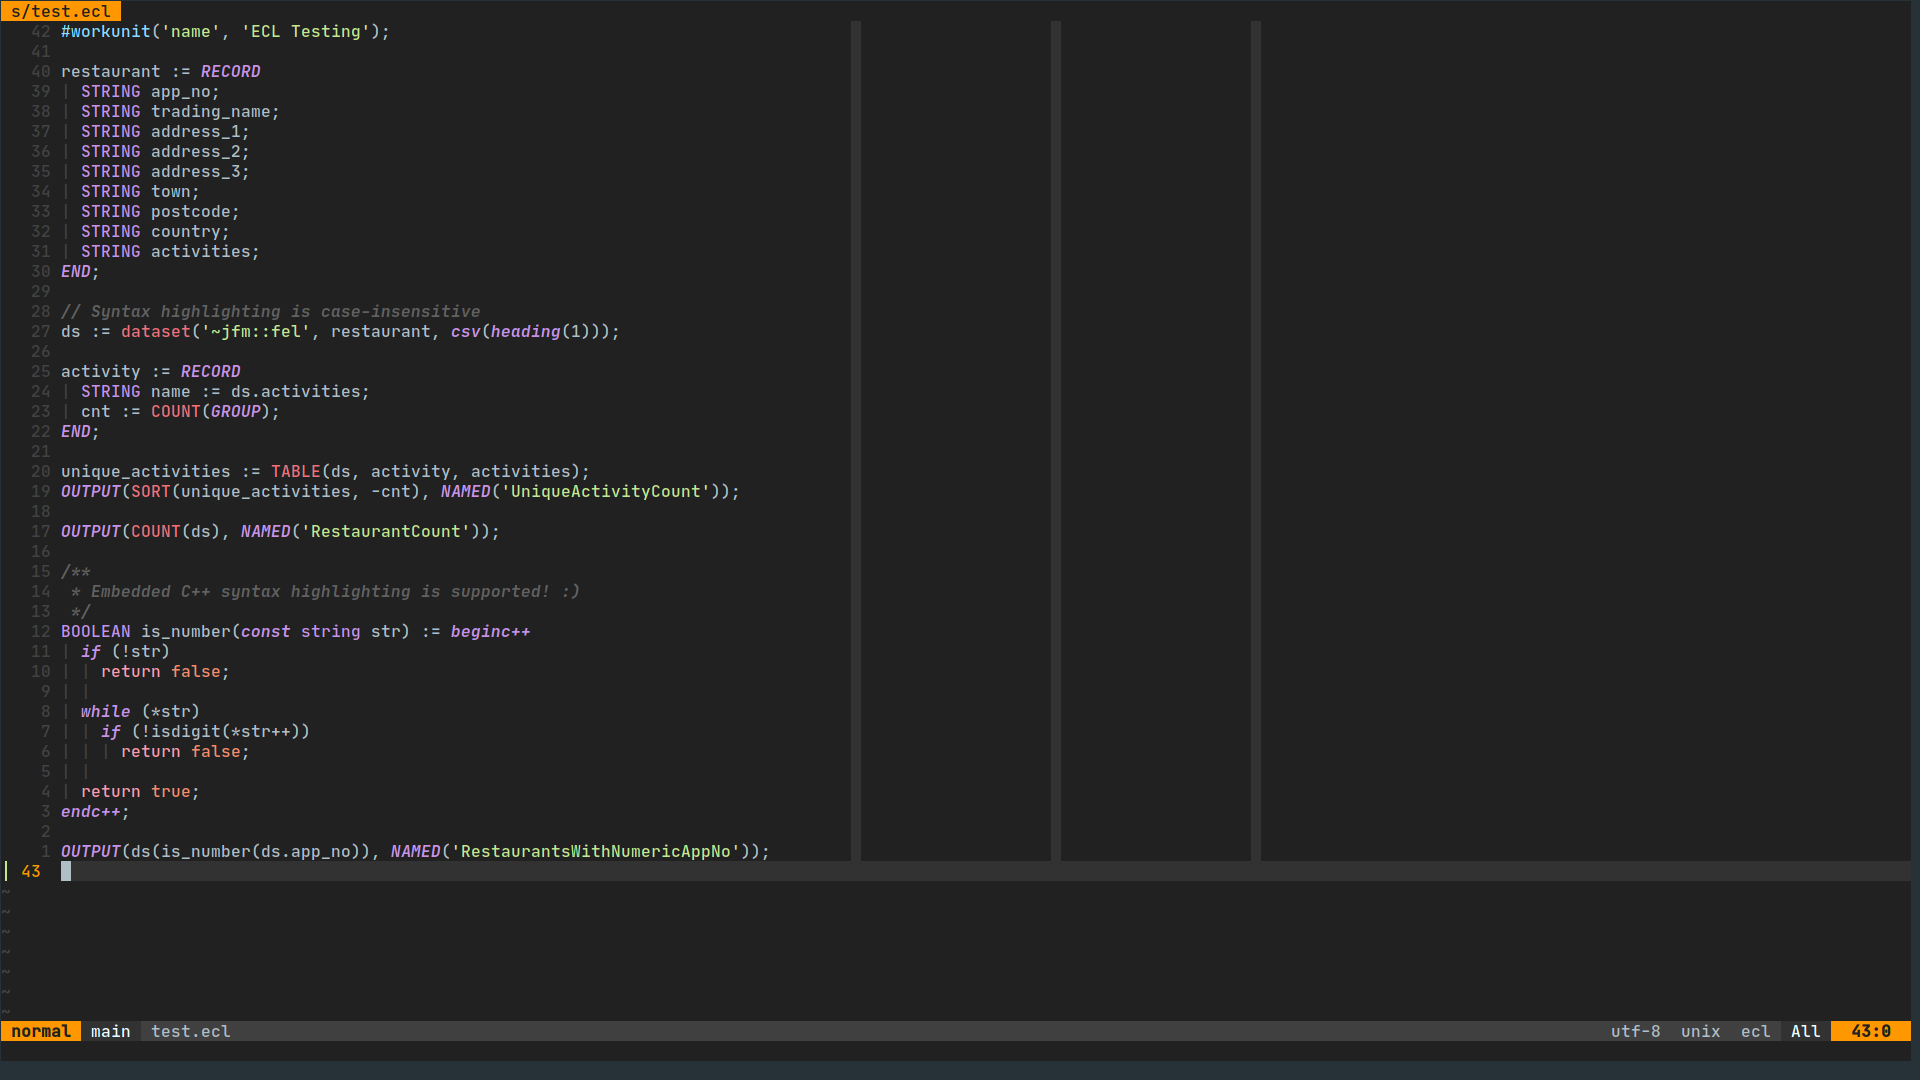 s/test.ecl
42 #workunit('name', 'ECL Testing');
41
40 restaurant := RECORD
39 | STRING app_no;
38 | STRING trading_name;
37 | STRING address_1;
36 | STRING address_2;
35 | STRING address_3;
34 | STRING town;
33 | STRING postcode;
32 | STRING country;
31 | STRING activities;
30 END;
29
28 // Syntax highlighting is case-insensitive
27 ds := dataset('~jfm::fel', restaurant, csv(heading(1)));
26
25 activity := RECORD
24 | STRING name := ds.activities;
23 | cnt := COUNT(GROUP);
22 END;
21
20 unique_activities := TABLE(ds, activity, activities);
19 OUTPUT(SORT(unique_activities, -cnt), NAMED('UniqueActivityCount'));
18
17 OUTPUT(COUNT(ds), NAMED('RestaurantCount'));
16
15 /**
14  * Embedded C++ syntax highlighting is supported! :)
13  */
12 BOOLEAN is_number(const string str) := beginc++
11 | if (!str)
10 | | return false;
9 | |
8 | while (*str)
7 | | if (!isdigit(*str++))
6 | | | return false;
5 | |
4 | return true;
3 endc++;
2
1 OUTPUT(ds(is_number(ds.app_no)), NAMED('RestaurantsWithNumericAppNo'));
43
~
~
~
~
~
~
~
normal main test.ecl utf-8 unix ecl All 43:0